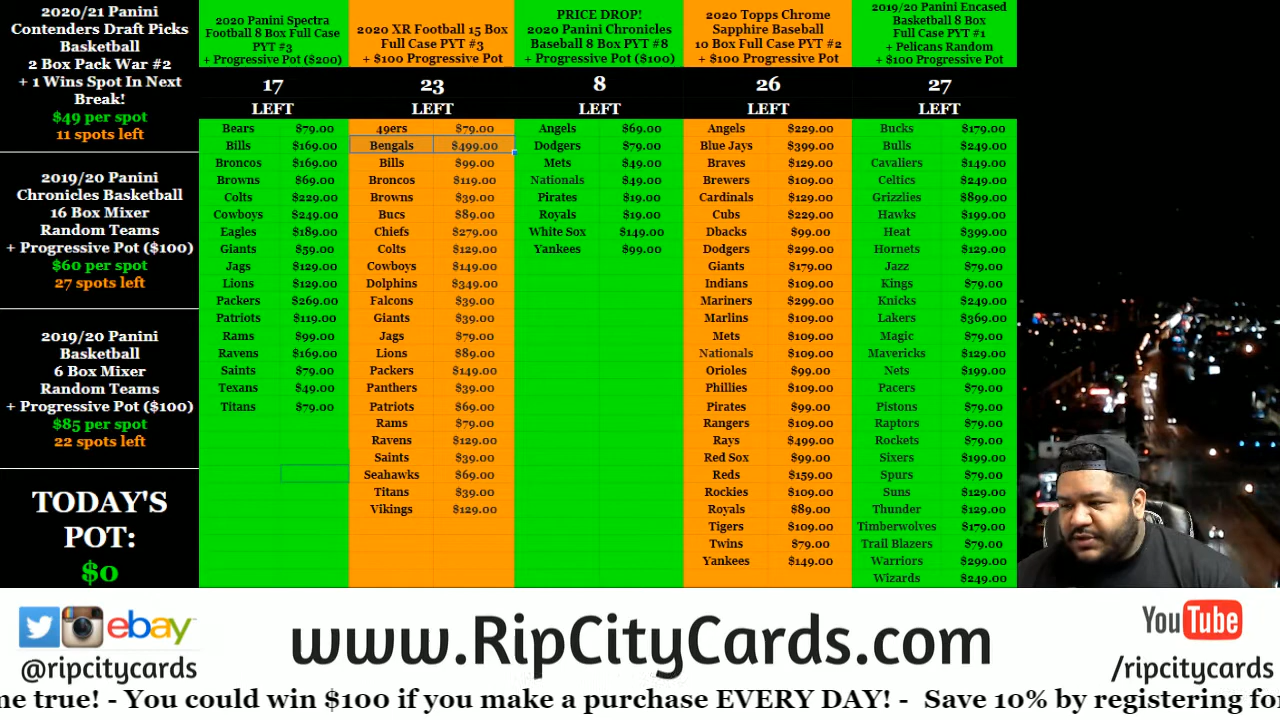 2020/21 Panini
Contenders Draft Picks
Basketball
2 Box Pack War #2
+ 1 Wins Spot In Next
Break!
$49 per spot
11 spots left
2019/20 Panini
Chronicles Basketball
16 Box Mixer
Random Teams
+ Progressive Pot ($100)
$60 per spot
27 spots left
2019/20 Panini
Basketball
6 Box Mixer
Random Teams
+ Progressive Pot ($100)
$85 per spot
22 spots left
TODAY'S
POT:
$0
2020 Panini Spectra
Football 8 Box Full Case
PYT #3
+ Progressive Pot ($200)
17
LEFT
Bears $79.00
Bills $169.00
Broncos $169.00
Browns $69.00
Colts $229.00
Cowboys $249.00
Eagles $189.00
Giants $59.00
Jags $129.00
Lions $129.00
Packers $269.00
Patriots $119.00
Rams $99.00
Ravens $169.00
Saints $79.00
Texans $49.00
Titans $79.00
2020 XR Football 15 Box
Full Case PYT #3
+ $100 Progressive Pot
23
LEFT
49ers $79.00
Bengals $499.00
Bills $99.00
Broncos $119.00
Browns $39.00
Bucs $89.00
Chiefs $279.00
Colts $129.00
Cowboys $149.00
Dolphins $349.00
Falcons $39.00
Giants $39.00
Jags $79.00
Lions $89.00
Packers $149.00
Panthers $39.00
Patriots $69.00
Rams $79.00
Ravens $129.00
Saints $39.00
Seahawks $69.00
Titans $39.00
Vikings $129.00
PRICE DROP!
2020 Panini Chronicles
Baseball 8 Box PYT #8
+ Progressive Pot ($100)
8
LEFT
Angels $69.00
Dodgers $79.00
Mets $49.00
Nationals $49.00
Pirates $19.00
Royals $19.00
White Sox $149.00
Yankees $99.00
2020 Topps Chrome
Sapphire Baseball
10 Box Full Case PYT #2
+ $100 Progressive Pot
26
LEFT
Angels $229.00
Blue Jays $399.00
Braves $129.00
Brewers $109.00
Cardinals $129.00
Cubs $229.00
Dbacks $99.00
Dodgers $299.00
Giants $179.00
Indians $109.00
Mariners $299.00
Marlins $109.00
Mets $109.00
Nationals $109.00
Orioles $99.00
Phillies $109.00
Pirates $99.00
Rangers $109.00
Rays $499.00
Red Sox $99.00
Reds $159.00
Rockies $109.00
Royals $89.00
Tigers $109.00
Twins $79.00
Yankees $149.00
2019/20 Panini Encased
Basketball 8 Box
Full Case PYT #1
+ Pelicans Random
+ $100 Progressive Pot
27
LEFT
Bucks $179.00
Bulls $249.00
Cavaliers $149.00
Celtics $249.00
Grizzlies $899.00
Hawks $199.00
Heat $399.00
Hornets $129.00
Jazz $79.00
Kings $79.00
Knicks $249.00
Lakers $369.00
Magic $79.00
Mavericks $129.00
Nets $199.00
Pacers $79.00
Pistons $79.00
Raptors $79.00
Rockets $79.00
Sixers $199.00
Spurs $79.00
Suns $129.00
Thunder $129.00
Timberwolves $179.00
Trail Blazers $79.00
Warriors $299.00
Wizards $249.00
ebay
@ripcitycards
www.RipCityCards.com
YouTube
/ripcitycards
me true! - You could win $100 if you make a purchase EVERY DAY! - Save 10% by registering for